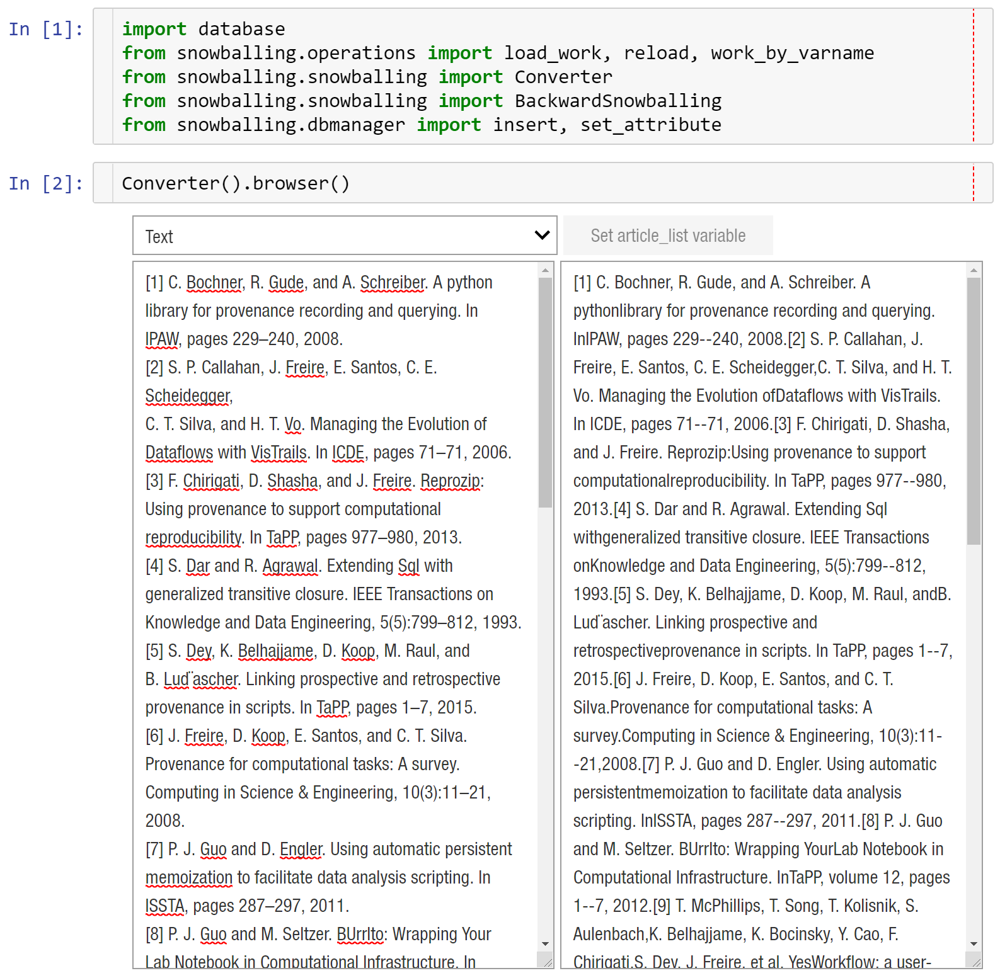 In [1]:
import database
from snowballing.operations import load_work, reload, work_by_varname
from snowballing.snowballing import Converter
from snowballing.snowballing import BackwardSnowballing
from snowballing.dbmanager import insert, set_attribute
In [2]:
Converter().browser()
Text
Set article_list variable
[1] C. Bochner, R. Gude, and A. Schreiber. A python
library for provenance recording and querying. In
IPAW, pages 229–240, 2008.
[2] S. P. Callahan, J. Freire, E. Santos, C. E.
Scheidegger,
C. T. Silva, and H. T. Vo. Managing the Evolution of
Dataflows with VisTrails. In ICDE, pages 71–71, 2006.
[3] F. Chirigati, D. Shasha, and J. Freire. Reprozip:
Using provenance to support computational
reproducibility. In TaPP, pages 977–980, 2013.
[4] S. Dar and R. Agrawal. Extending Sql with
generalized transitive closure. IEEE Transactions on
Knowledge and Data Engineering, 5(5):799–812, 1993.
[5] S. Dey, K. Belhajjame, D. Koop, M. Raul, and
B. Lud¨ascher. Linking prospective and retrospective
provenance in scripts. In TaPP, pages 1–7, 2015.
[6] J. Freire, D. Koop, E. Santos, and C. T. Silva.
Provenance for computational tasks: A survey.
Computing in Science & Engineering, 10(3):11–21,
2008.
[7] P. J. Guo and D. Engler. Using automatic persistent
memoization to facilitate data analysis scripting. In
ISSTA, pages 287–297, 2011.
[8] P. J. Guo and M. Seltzer. BUrrIto: Wrapping Your
Lab Notebook in Computational Infrastructure. In
[1] C. Bochner, R. Gude, and A. Schreiber. A
pythonlibrary for provenance recording and querying.
InIPAW, pages 229--240, 2008.[2] S. P. Callahan, J.
Freire, E. Santos, C. E. Scheidegger,C. T. Silva, and H. T.
Vo. Managing the Evolution ofDataflows with VisTrails.
In ICDE, pages 71--71, 2006.[3] F. Chirigati, D. Shasha,
and J. Freire. Reprozip:Using provenance to support
computationalreproducibility. In TaPP, pages 977--980,
2013.[4] S. Dar and R. Agrawal. Extending Sql
withgeneralized transitive closure. IEEE Transactions
onKnowledge and Data Engineering, 5(5):799--812,
1993.[5] S. Dey, K. Belhajjame, D. Koop, M. Raul, andB.
Lud¨ascher. Linking prospective and
retrospectiveprovenance in scripts. In TaPP, pages 1--7,
2015.[6] J. Freire, D. Koop, E. Santos, and C. T.
Silva.Provenance for computational tasks: A
survey.Computing in Science & Engineering, 10(3):11-
-21,2008.[7] P. J. Guo and D. Engler. Using automatic
persistentmemoization to facilitate data analysis
scripting. InISSTA, pages 287--297, 2011.[8] P. J. Guo
and M. Seltzer. BUrrIto: Wrapping YourLab Notebook in
Computational Infrastructure. InTaPP, volume 12, pages
1--7, 2012.[9] T. McPhillips, T. Song, T. Kolisnik, S.
Aulenbach,K. Belhajjame, K. Bocinsky, Y. Cao, F.
Chirigati,S. Dey, J. Freire, et al. YesWorkflow: a user-